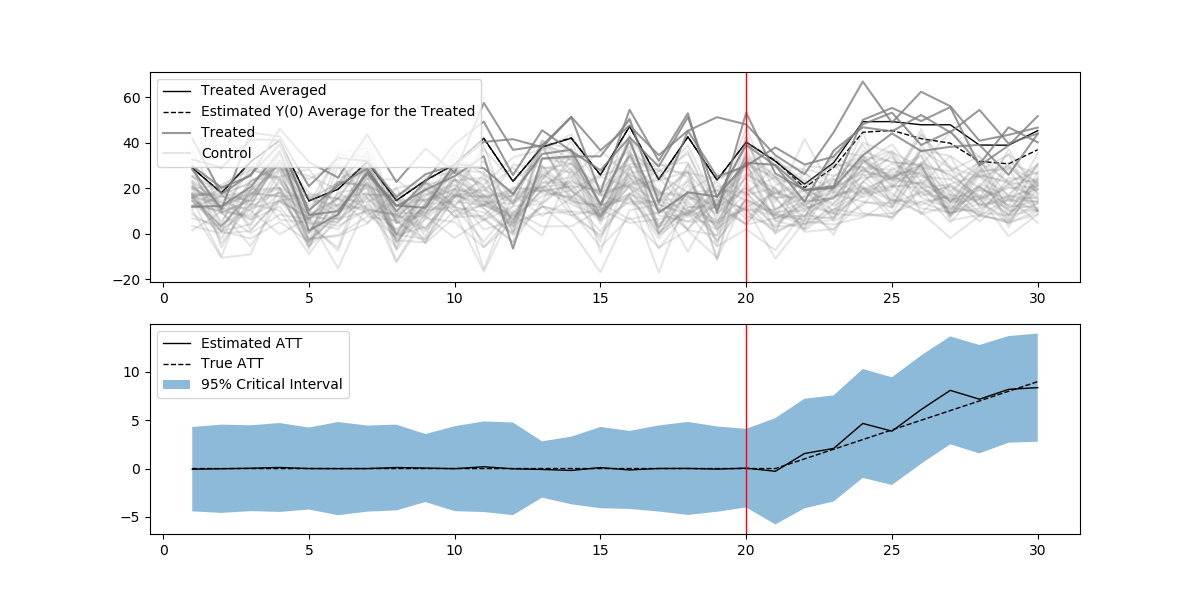 Treated Averaged
Estimated Y(0) Average for the Treated
Treated
Control
60
40
20
0
−20
0 5 10 15 20 25 30
Estimated ATT
True ATT
95% Critical Interval
10
5
0
−5
0 5 10 15 20 25 30